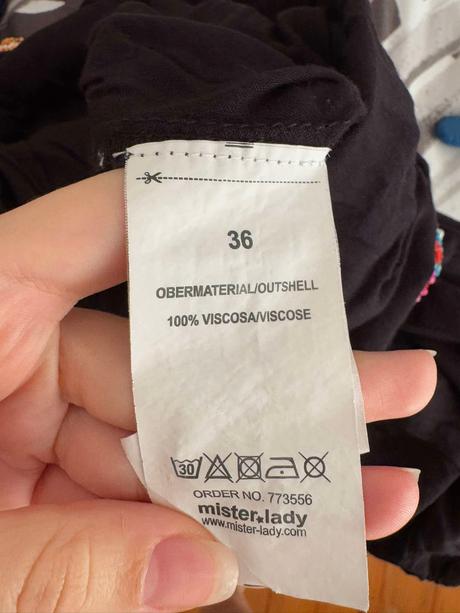 36
OBERMATERIAL/OUTSHELL
100% VISCOSA/VISCOSE
30
ORDER NO. 773556
mister★lady
www.mister-lady.com